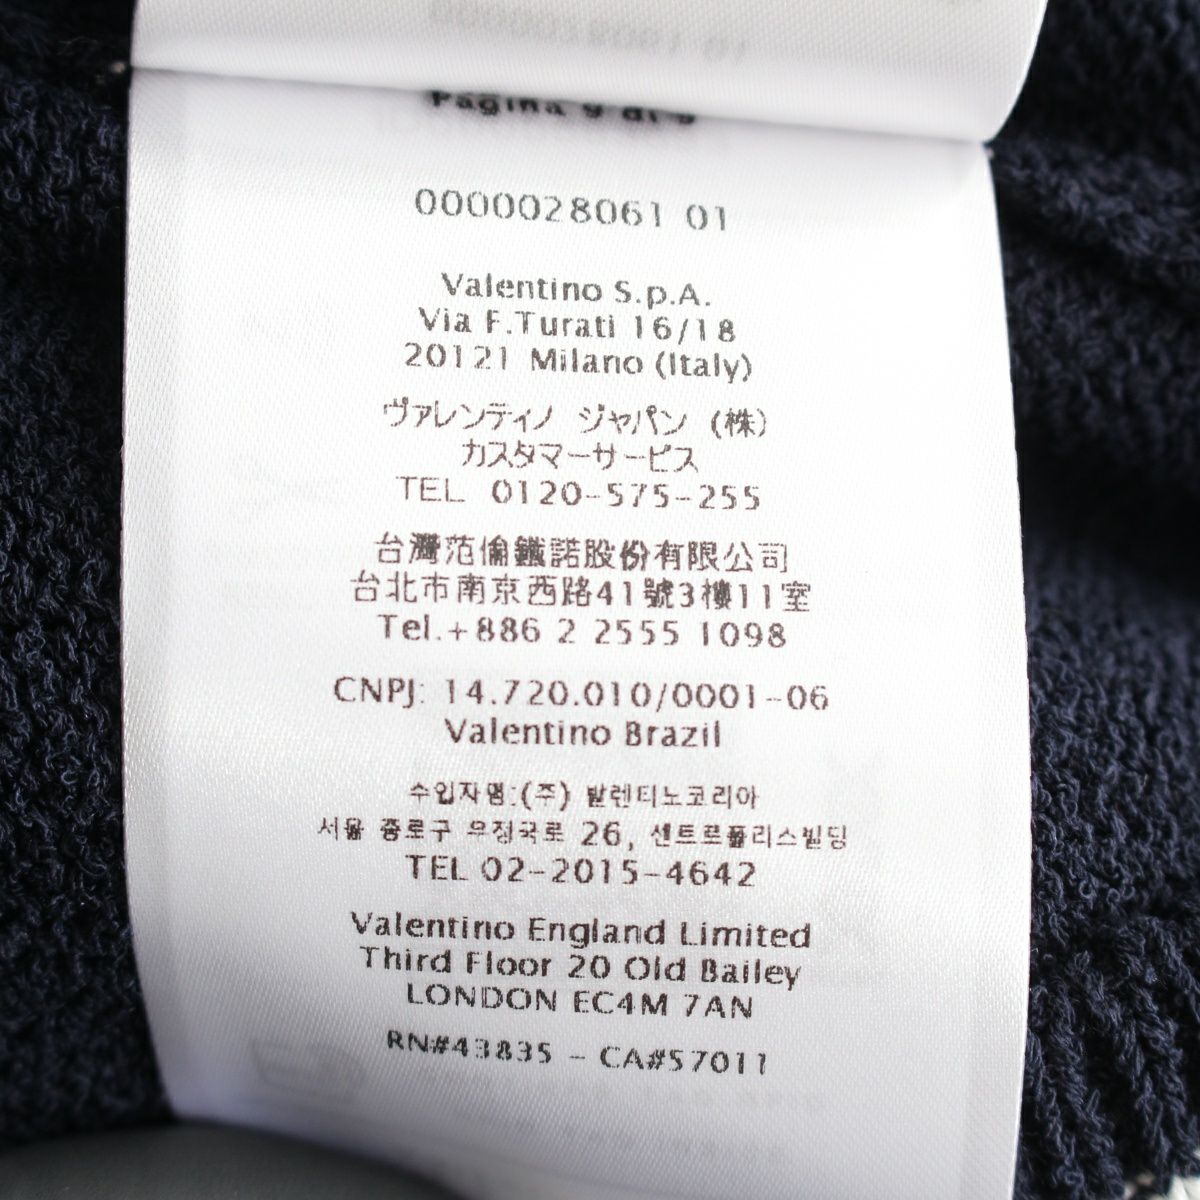 Pagina 9 di 9
0000028061 01
Valentino S.p.A.
Via F.Turati 16/18
20121 Milano (Italy)
ヴァレンティノ ジャパン (株)
カスタマーサービス
TEL 0120-575-255
台灣范倫鐵諾股份有限公司
台北市南京西路41號3樓11室
Tel.+886 2 2555 1098
CNPJ: 14.720.010/0001-06
Valentino Brazil
수입자명:(주) 발렌티노코리아
서울 종로구 우정국로 26, 센트로폴리스빌딩
TEL 02-2015-4642
Valentino England Limited
Third Floor 20 Old Bailey
LONDON EC4M 7AN
RN#43835 - CA#57011